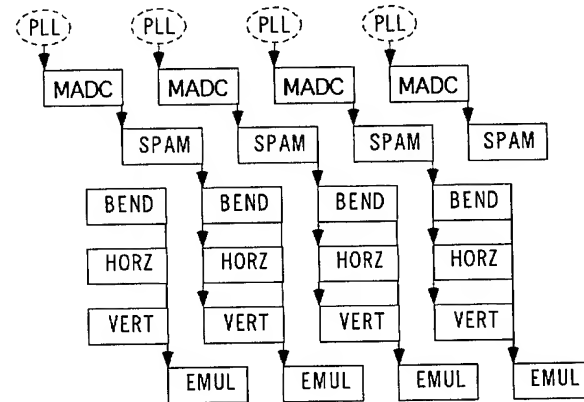 PLL PLL PLL PLL
MADC MADC MADC MADC
SPAM SPAM SPAM SPAM
BEND BEND BEND BEND
HORZ HORZ HORZ HORZ
VERT VERT VERT VERT
EMUL EMUL EMUL EMUL